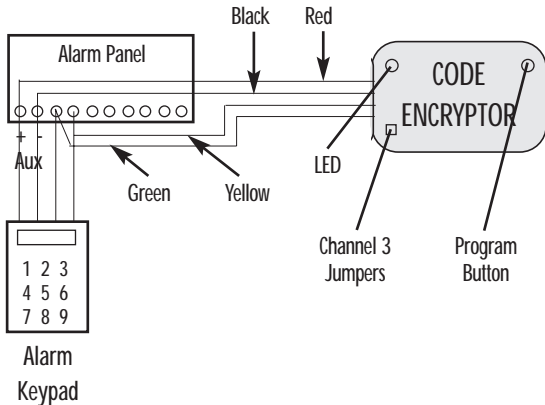 Black
Red
Alarm Panel
+ -
Aux
CODE
ENCRYPTOR
Green
Yellow
LED
Channel 3
Jumpers
Program
Button
1 2 3
4 5 6
7 8 9
Alarm
Keypad